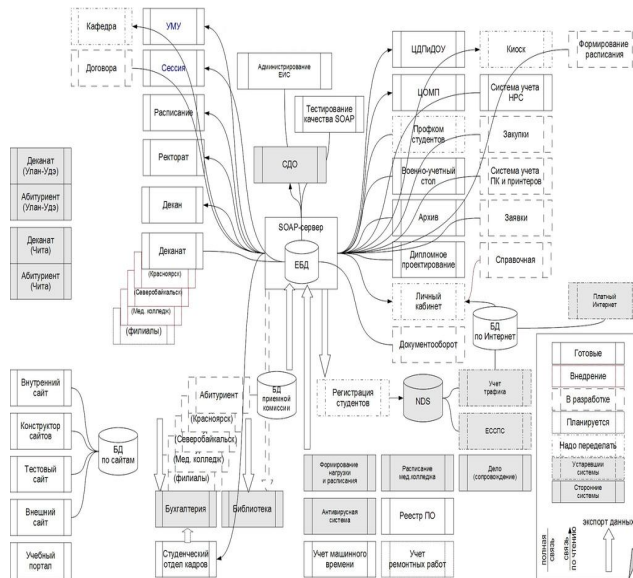 Кафедра
УМУ
Договора
Сессия
Расписание
Ректорат
Декан
Деканат
(Красноярск)
(Северобайкальск)
(Мед. колледж)
(филиалы)
Деканат
(Улан-Удэ)
Абитуриент
(Улан-Удэ)
Деканат
(Чита)
Абитуриент
(Чита)
Администрирование
ЕИС
Тестирование
качества SOAP
СДО
SOAP-сервер
ЕБД
ЦДПиДОУ
Киоск
Формирование
расписания
ЦОМП
Система учета
НРС
Профком
студентов
Закупки
Военно-учетный
стол
Система учета
ПК и принтеров
Архив
Заявки
Дипломное
проектирование
Справочная
Личный
кабинет
Документооборот
БД
по Интернет
Платный
Интернет
Внутренний
сайт
Конструктор
сайтов
Тестовый
сайт
Внешний
сайт
Учебный
портал
БД
по сайтам
Абитуриент
(Красноярск)
(Северобайкальск)
(Мед. колледж)
(филиалы)
БД
приемной
комиссии
Бухгалтерия
Библиотека
Студенческий
отдел кадров
Регистрация
студентов
NDS
Учет
трафика
ЕССПС
Формирование
нагрузки
и расписания
Расписание
мед.колледжа
Дело
(сопровождение)
Антивирусная
система
Реестр ПО
Учет машинного
времени
Учет
ремонтных работ
Готовые
Внедрение
В разработке
Планируется
Надо переделать
Устаревшие
системы
Сторонние
системы
полная
связь
связь
по чтению
экспорт данных